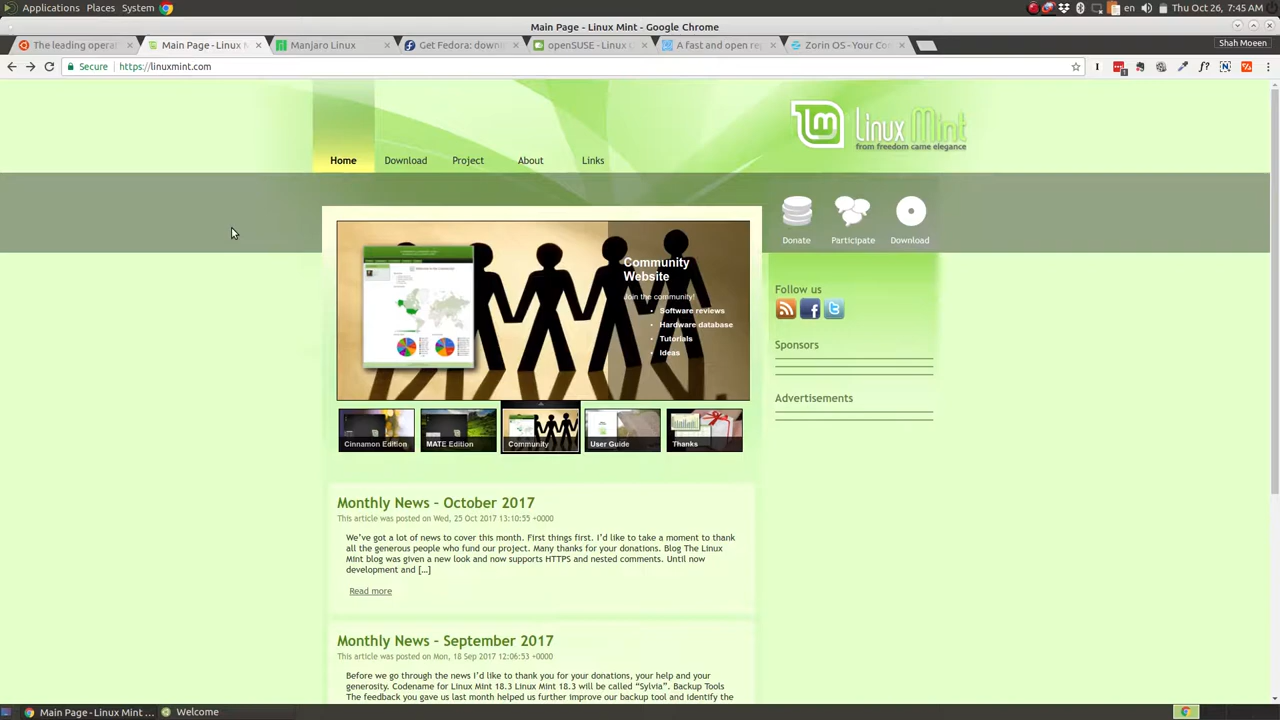 Applications Places System
en Thu Oct 26, 7:45 AM
Main Page - Linux Mint - Google Chrome
The leading operat
Main Page - Linux M
Manjaro Linux
Get Fedora: downl
openSUSE - Linux O
A fast and open rep
Zorin OS - Your Con
Shah Moeen
Secure https://linuxmint.com
Linux Mint
from freedom came elegance
Home Download Project About Links
Donate Participate Download
Community
Website
Join the community!
Software reviews
Hardware database
Tutorials
Ideas
Cinnamon Edition MATE Edition Community User Guide Thanks
Follow us
Sponsors
Advertisements
Monthly News – October 2017
This article was posted on Wed, 25 Oct 2017 13:10:55 +0000
We’ve got a lot of news to cover this month. First things first. I’d like to take a moment to thank
all the generous people who fund our project. Many thanks for your donations. Blog The Linux
Mint blog was given a new look and now supports HTTPS and nested comments. Until now
development and […]
Read more
Monthly News – September 2017
This article was posted on Mon, 18 Sep 2017 12:06:53 +0000
Before we go through the news I’d like to thank you for your donations, your help and your
generosity. Codename for Linux Mint 18.3 Linux Mint 18.3 will be called “Sylvia”. Backup Tools
The feedback you gave us last month helped us further improve our backup tool and identify the
Main Page - Linux Mint ...
Welcome